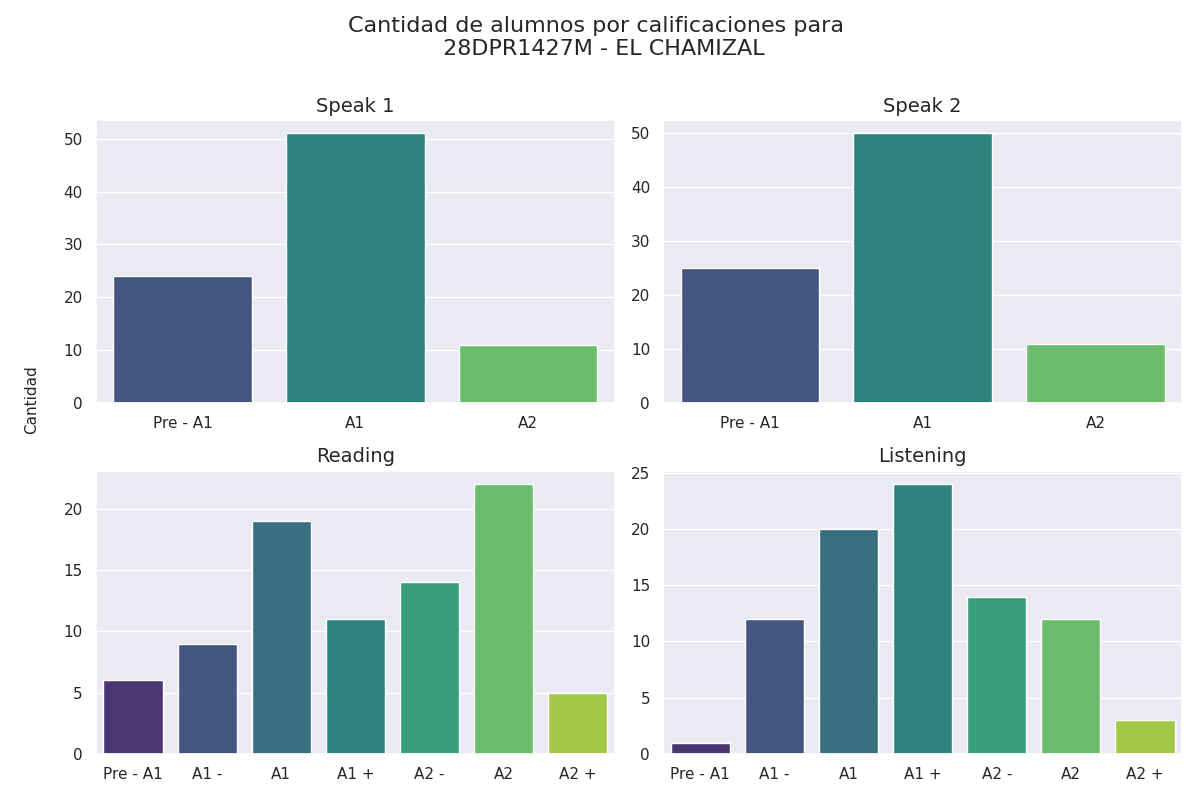 Cantidad de alumnos por calificaciones para
28DPR1427M - EL CHAMIZAL
Speak 1
50
40
30
20
10
0
Pre - A1 A1 A2
Speak 2
50
40
30
20
10
0
Pre - A1 A1 A2
Cantidad
Reading
20
15
10
5
0
Pre - A1 A1 - A1 A1 + A2 - A2 A2 +
Listening
25
20
15
10
5
0
Pre - A1 A1 - A1 A1 + A2 - A2 A2 +